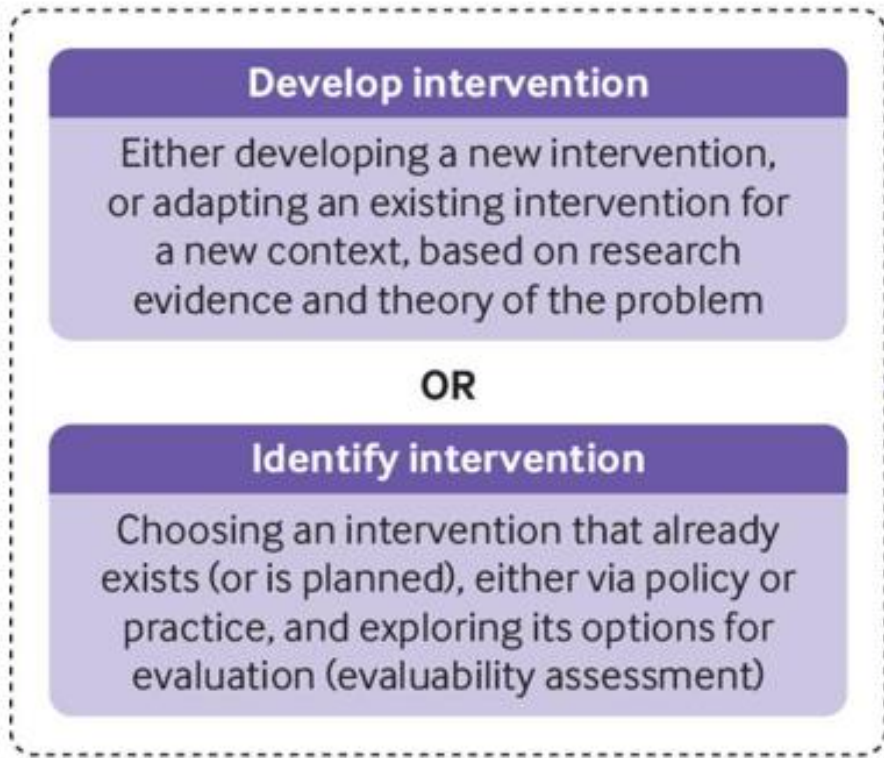 Develop intervention
Either developing a new intervention,
or adapting an existing intervention for
a new context, based on research
evidence and theory of the problem
OR
Identify intervention
Choosing an intervention that already
exists (or is planned), either via policy or
practice, and exploring its options for
evaluation (evaluability assessment)